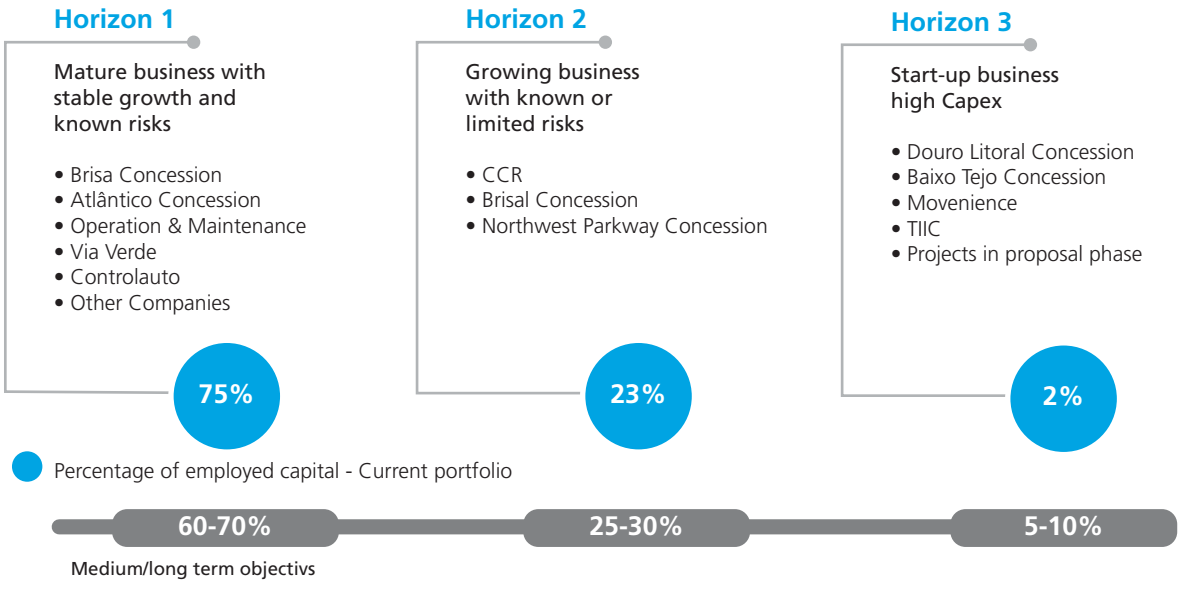 Horizon 1
Mature business with
stable growth and
known risks
• Brisa Concession
• Atlântico Concession
• Operation & Maintenance
• Via Verde
• Controlauto
• Other Companies
75%
Horizon 2
Growing business
with known or
limited risks
• CCR
• Brisal Concession
• Northwest Parkway Concession
23%
Horizon 3
Start-up business
high Capex
• Douro Litoral Concession
• Baixo Tejo Concession
• Movenience
• TIIC
• Projects in proposal phase
2%
Percentage of employed capital - Current portfolio
60-70%
25-30%
5-10%
Medium/long term objectivs